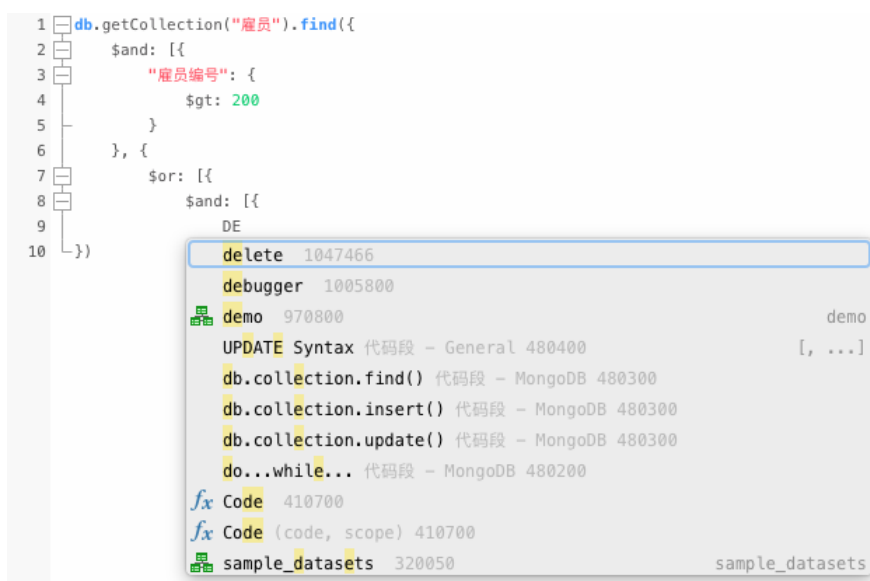 1 db.getCollection("雇员").find({
2 $and: [{
3 "雇员编号": {
4 $gt: 200
5 }
6 }, {
7 $or: [{
8 $and: [{
9 DE
10 })
delete 1047466
debugger 1005800
demo 970800 demo
UPDATE Syntax 代码段 – General 480400 [, ...]
db.collection.find() 代码段 – MongoDB 480300
db.collection.insert() 代码段 – MongoDB 480300
db.collection.update() 代码段 – MongoDB 480300
do...while... 代码段 – MongoDB 480200
fx Code 410700
fx Code (code, scope) 410700
sample_datasets 320050 sample_datasets